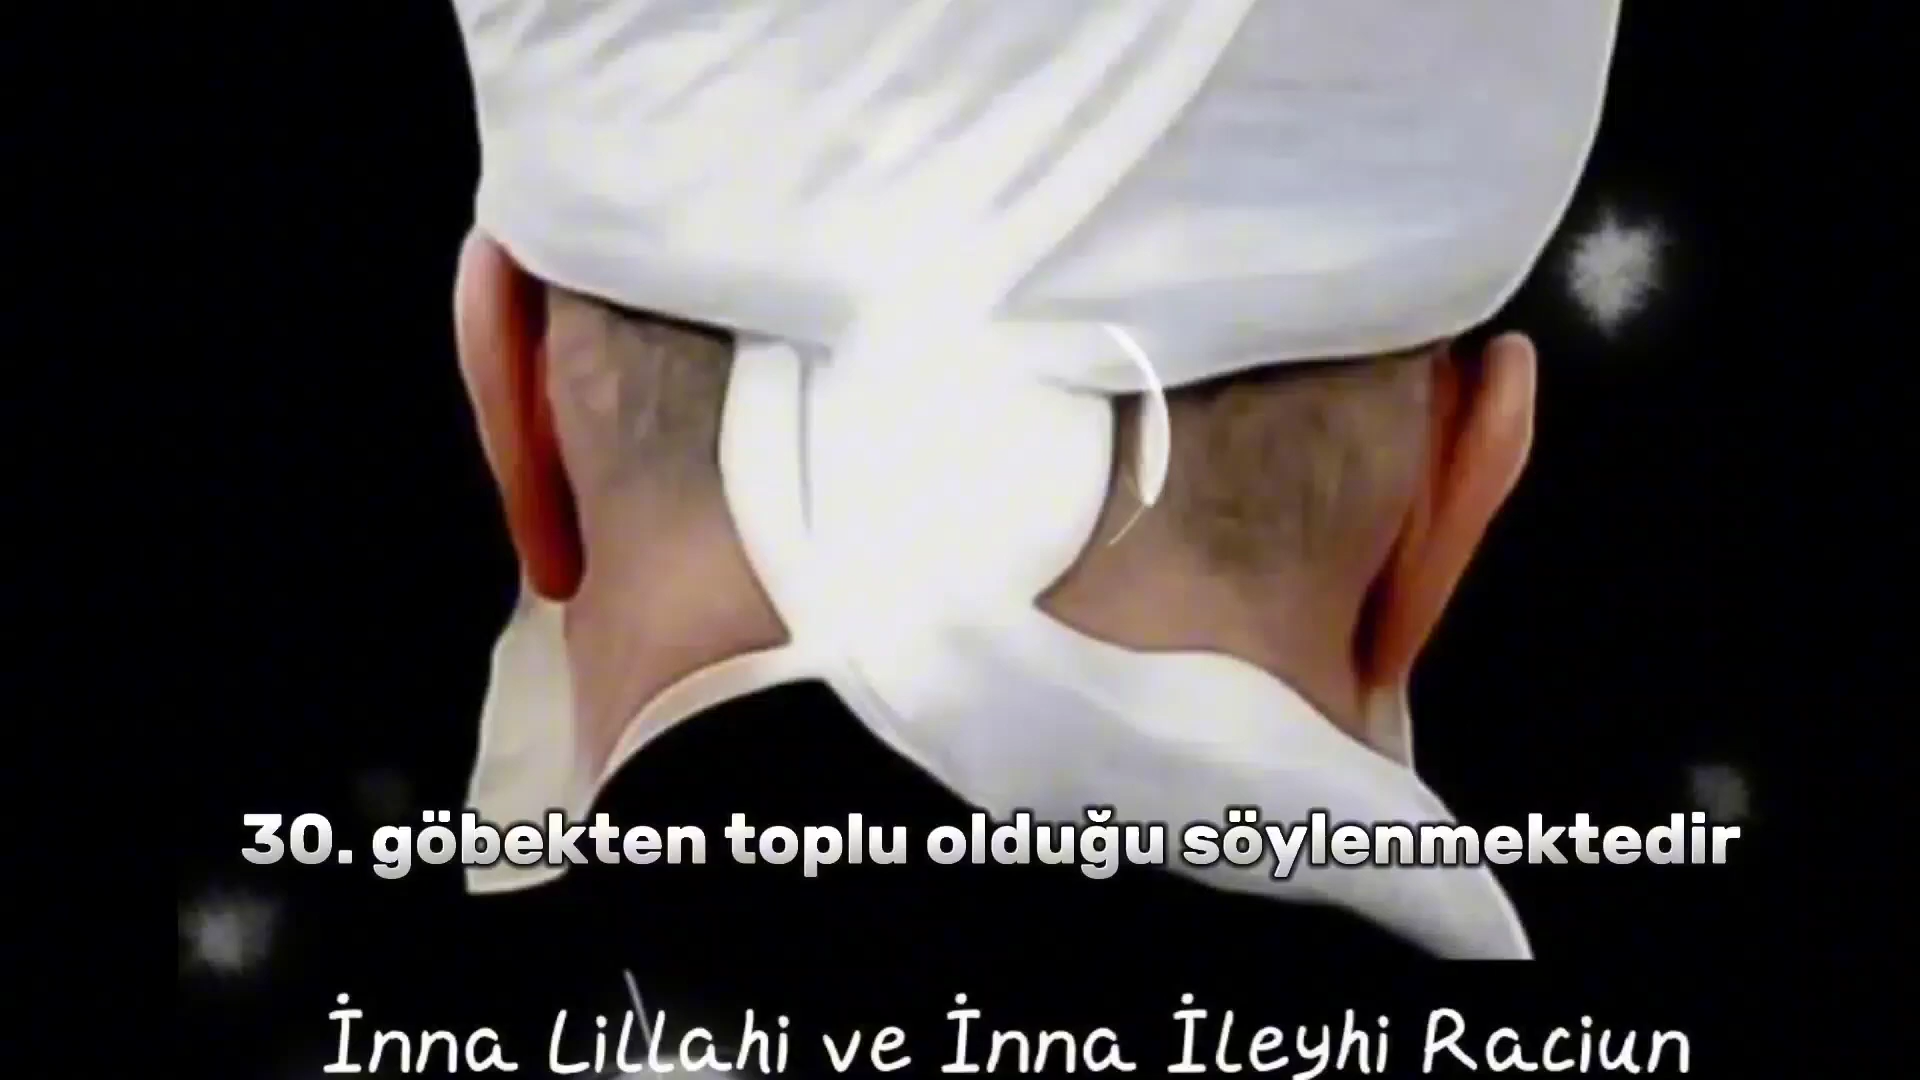 30. göbekten toplu olduğu söylenmektedir
İnna Lillahi ve İnna İleyhi Raciun